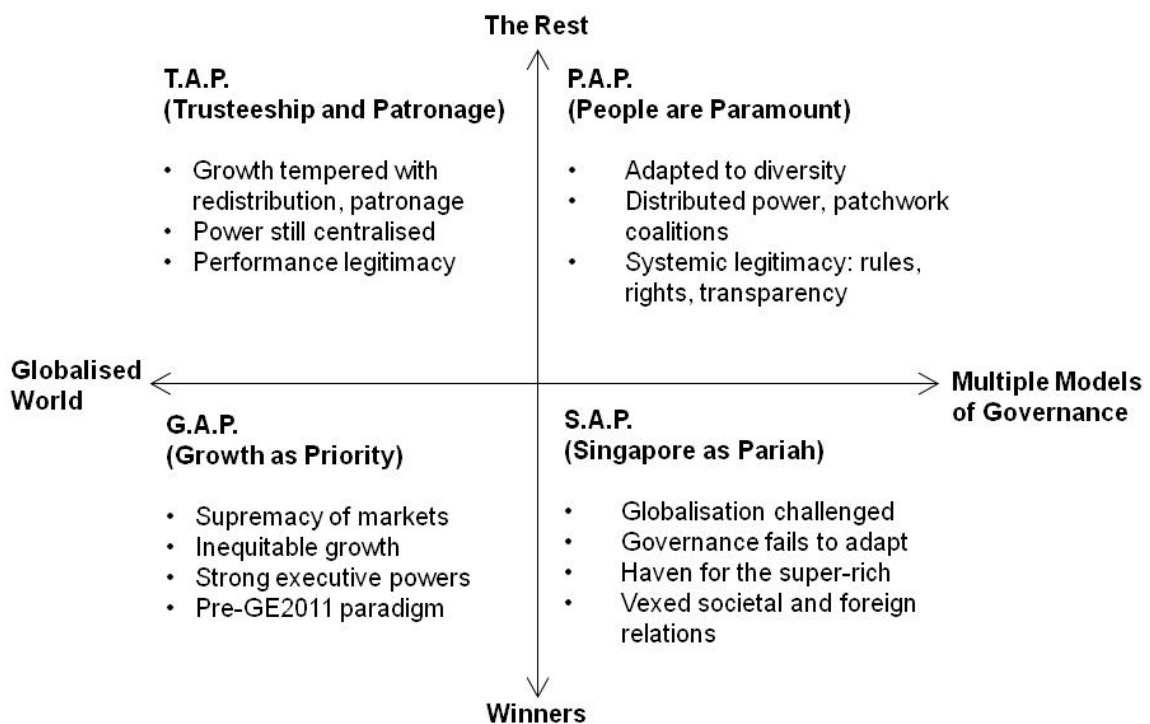 The Rest
T.A.P.
(Trusteeship and Patronage)
• Growth tempered with
redistribution, patronage
• Power still centralised
• Performance legitimacy
P.A.P.
(People are Paramount)
• Adapted to diversity
• Distributed power, patchwork
coalitions
• Systemic legitimacy: rules,
rights, transparency
Globalised
World
Multiple Models
of Governance
G.A.P.
(Growth as Priority)
• Supremacy of markets
• Inequitable growth
• Strong executive powers
• Pre-GE2011 paradigm
S.A.P.
(Singapore as Pariah)
• Globalisation challenged
• Governance fails to adapt
• Haven for the super-rich
• Vexed societal and foreign
relations
Winners